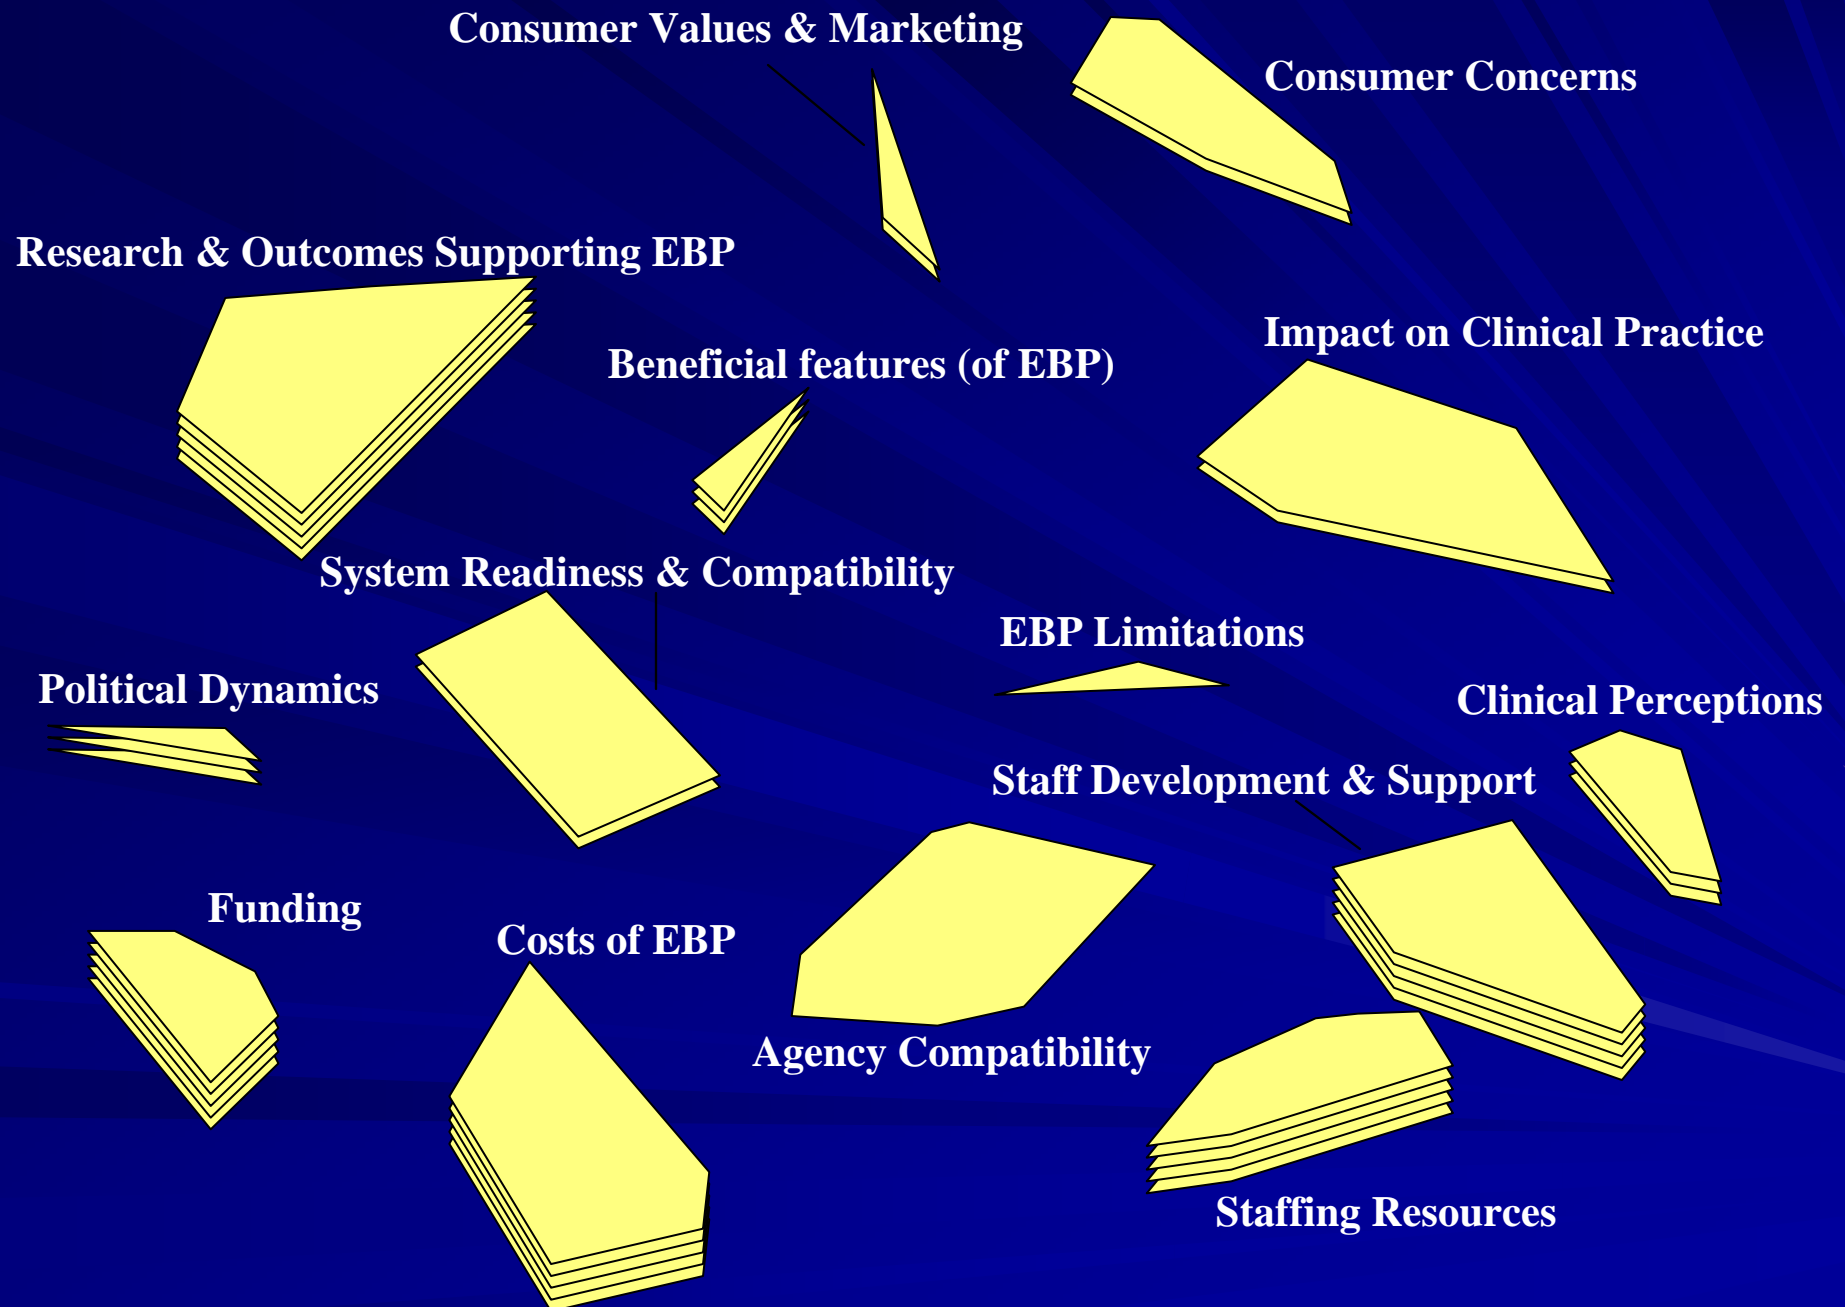 Consumer Values & Marketing
Consumer Concerns
Research & Outcomes Supporting EBP
Impact on Clinical Practice
Beneficial features (of EBP)
System Readiness & Compatibility
EBP Limitations
Political Dynamics
Clinical Perceptions
Staff Development & Support
Funding
Costs of EBP
Agency Compatibility
Staffing Resources